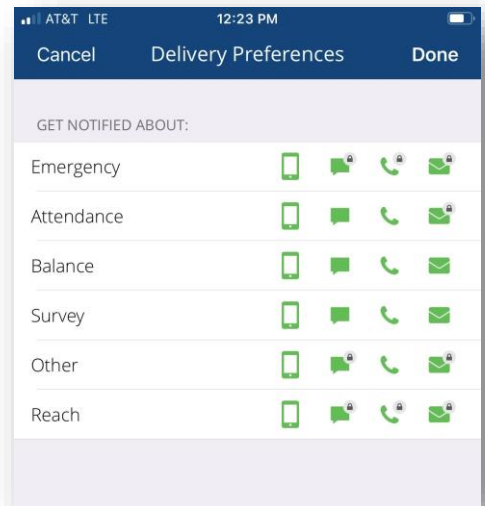 AT&T LTE 12:23 PM
Cancel Delivery Preferences Done
GET NOTIFIED ABOUT:
Emergency
Attendance
Balance
Survey
Other
Reach